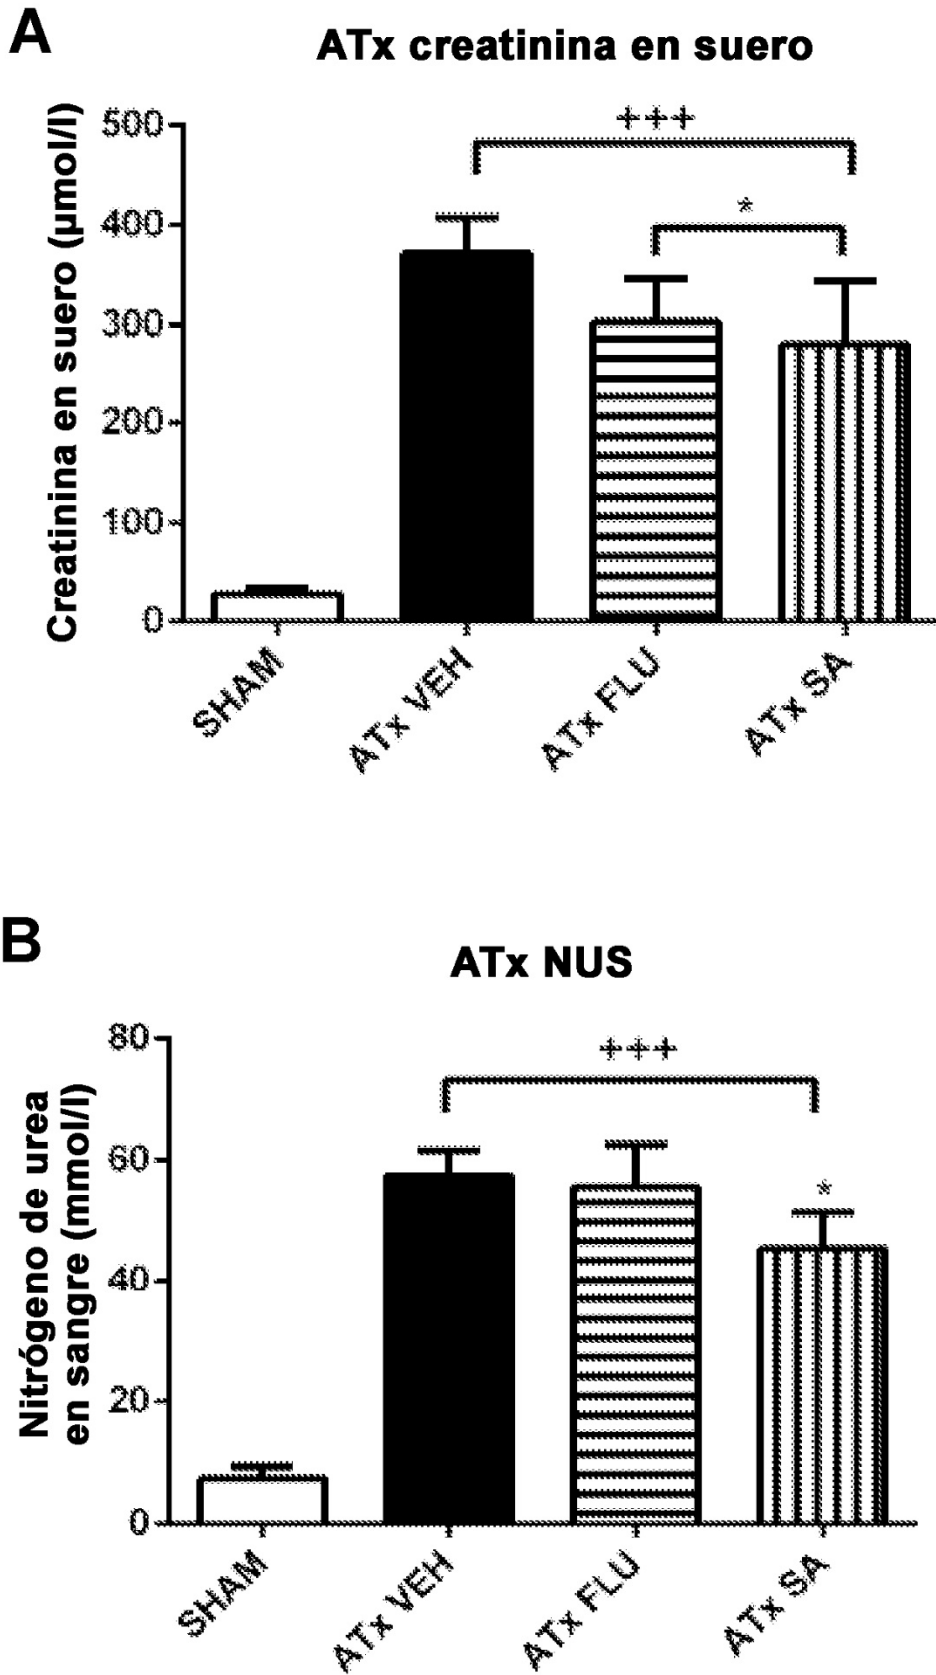 A
ATx creatinina en suero
Creatinina en suero (µmol/l)
500
400
300
200
100
0
+++
*
SHAM
ATx VEH
ATx FLU
ATx SA
B
ATx NUS
Nitrógeno de urea
en sangre (mmol/l)
80
60
40
20
0
+++
*
SHAM
ATx VEH
ATx FLU
ATx SA